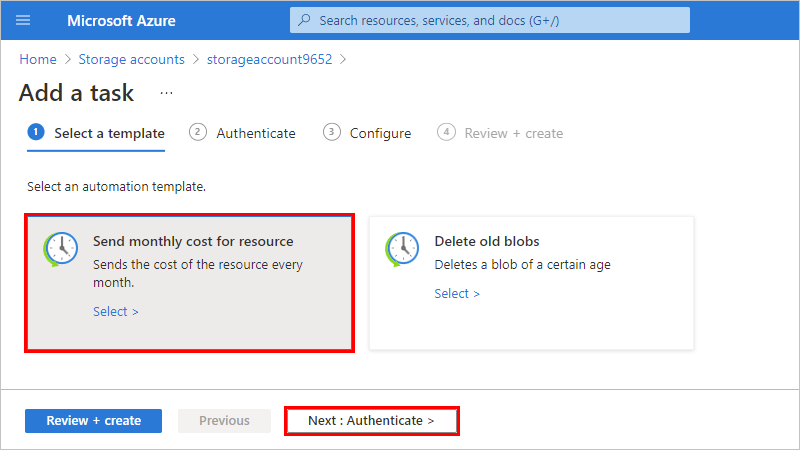 Microsoft Azure
Search resources, services, and docs (G+/)
Home > Storage accounts > storageaccount9652 >
Add a task ...
1 Select a template 2 Authenticate 3 Configure 4 Review + create
Select an automation template.
Send monthly cost for resource
Sends the cost of the resource every
month.
Select >
Delete old blobs
Deletes a blob of a certain age
Select >
Review + create Previous Next : Authenticate >